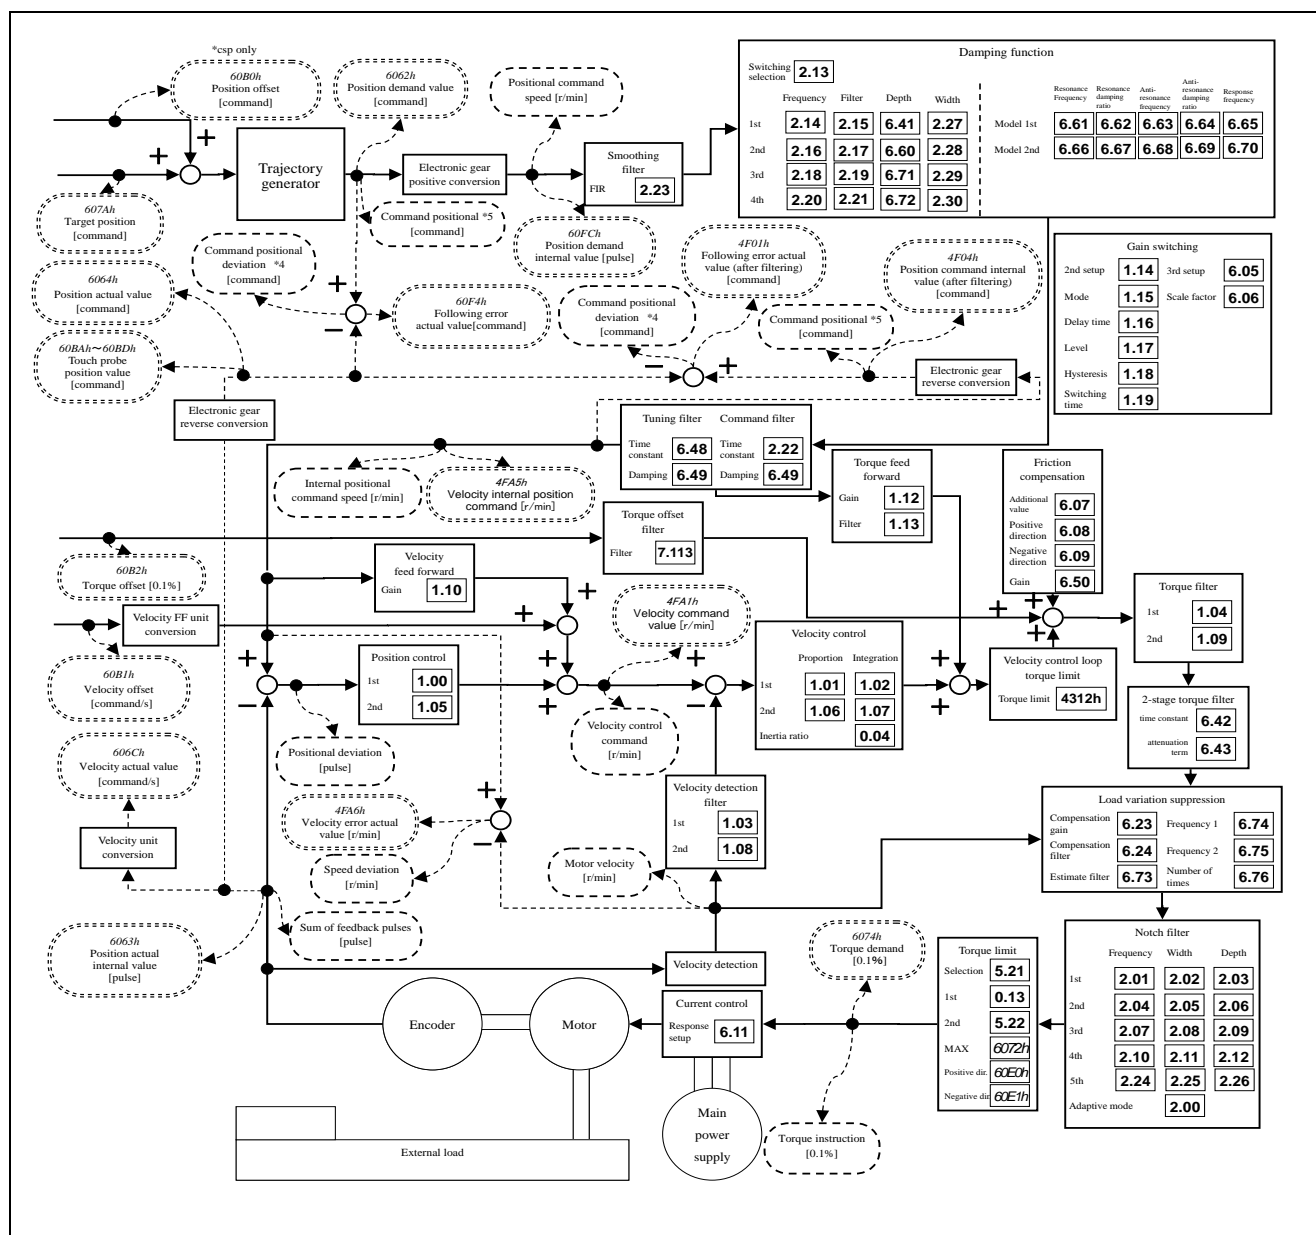 *csp only
60B0h
Position offset
[command]
6062h
Position demand value
[command]
Positional command
speed [r/min]
Damping function
Switching
selection 2.13
Frequency Filter Depth Width
1st 2.14 2.15 6.41 2.27
2nd 2.16 2.17 6.60 2.28
3rd 2.18 2.19 6.71 2.29
4th 2.20 2.21 6.72 2.30
Resonance Frequency
Resonance damping ratio
Anti-resonance frequency
Anti-resonance damping ratio
Response frequency
Model 1st 6.61 6.62 6.63 6.64 6.65
Model 2nd 6.66 6.67 6.68 6.69 6.70
+
+
Trajectory
generator
Electronic gear
positive conversion
Smoothing
filter
FIR 2.23
607Ah
Target position
[command]
Command positional *5
[command]
60FCh
Position demand
internal value [pulse]
Command positional
deviation *4
[command]
4F01h
Following error actual
value (after filtering)
[command]
4F04h
Position command internal
value (after filtering)
[command]
Gain switching
2nd setup 1.14 3rd setup 6.05
Mode 1.15 Scale factor 6.06
Delay time 1.16
Level 1.17
Hysteresis 1.18
Switching
time 1.19
6064h
Position actual value
[command]
+
−
60F4h
Following error
actual value[command]
Command positional
deviation *4
[command]
Command positional *5
[command]
60BAh～60BDh
Touch probe
position value
[command]
− +
Electronic gear
reverse conversion
Electronic gear
reverse conversion
Tuning filter Command filter
Time
constant 6.48 Time
constant 2.22
Damping 6.49 Damping 6.49
Internal positional
command speed [r/min]
4FA5h
Velocity internal position
command [r/min]
Torque feed
forward
Gain 1.12
Filter 1.13
Friction
compensation
Additional
value 6.07
Positive
direction 6.08
Negative
direction 6.09
Gain 6.50
Torque offset
filter
Filter 7.113
60B2h
Torque offset [0.1%]
Velocity
feed forward
Gain 1.10
4FA1h
Velocity command
value [r/min]
Torque filter
1st 1.04
2nd 1.09
Velocity FF unit
conversion
+
+
+
+
+
60B1h
Velocity offset
[command/s]
+
−
Position control
1st 1.00
2nd 1.05
+
+
+
−
Velocity control
Proportion Integration
1st 1.01 1.02
2nd 1.06 1.07
Inertia ratio 0.04
+
+
Velocity control loop
torque limit
Torque limit 4312h
2-stage torque filter
time constant 6.42
attenuation
term 6.43
Positional deviation
[pulse]
Velocity control
command
[r/min]
606Ch
Velocity actual value
[command/s]
Velocity unit
conversion
4FA6h
Velocity error actual
value [r/min]
+
−
Speed deviation
[r/min]
Motor velocity
[r/min]
Velocity detection
filter
1st 1.03
2nd 1.08
Load variation suppression
Compensation
gain 6.23 Frequency 1 6.74
Compensation
filter 6.24 Frequency 2 6.75
Estimate filter 6.73 Number of
times 6.76
Sum of feedback pulses
[pulse]
6063h
Position actual
internal value
[pulse]
Velocity detection
6074h
Torque demand
[0.1%]
Torque limit
Selection 5.21
1st 0.13
2nd 5.22
MAX 6072h
Positive dir. 60E0h
Negative dir. 60E1h
Notch filter
Frequency Width Depth
1st 2.01 2.02 2.03
2nd 2.04 2.05 2.06
3rd 2.07 2.08 2.09
4th 2.10 2.11 2.12
5th 2.24 2.25 2.26
Adaptive mode 2.00
Encoder
Motor
Current control
Response
setup 6.11
Main
power
supply
Torque instruction
[0.1%]
External load